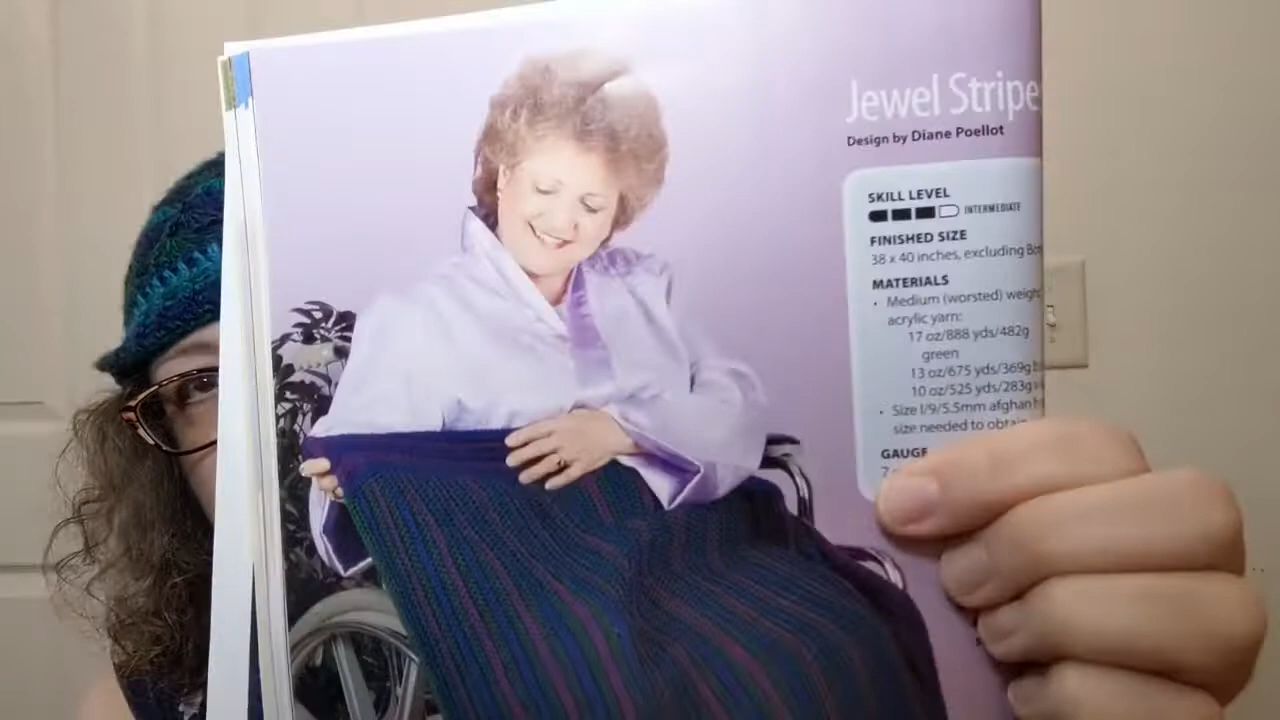 Jewel Stripe
Design by Diane Poellot
SKILL LEVEL
INTERMEDIATE
FINISHED SIZE
38 x 40 inches, excluding
MATERIALS
• Medium (worsted)
acrylic yarn:
17 oz/888 yds/482g
green
13 oz/675 yds/369g
10 oz/525 yds/283g
• Size I/9/5.5mm afghan
size needed to
GAUGE
7